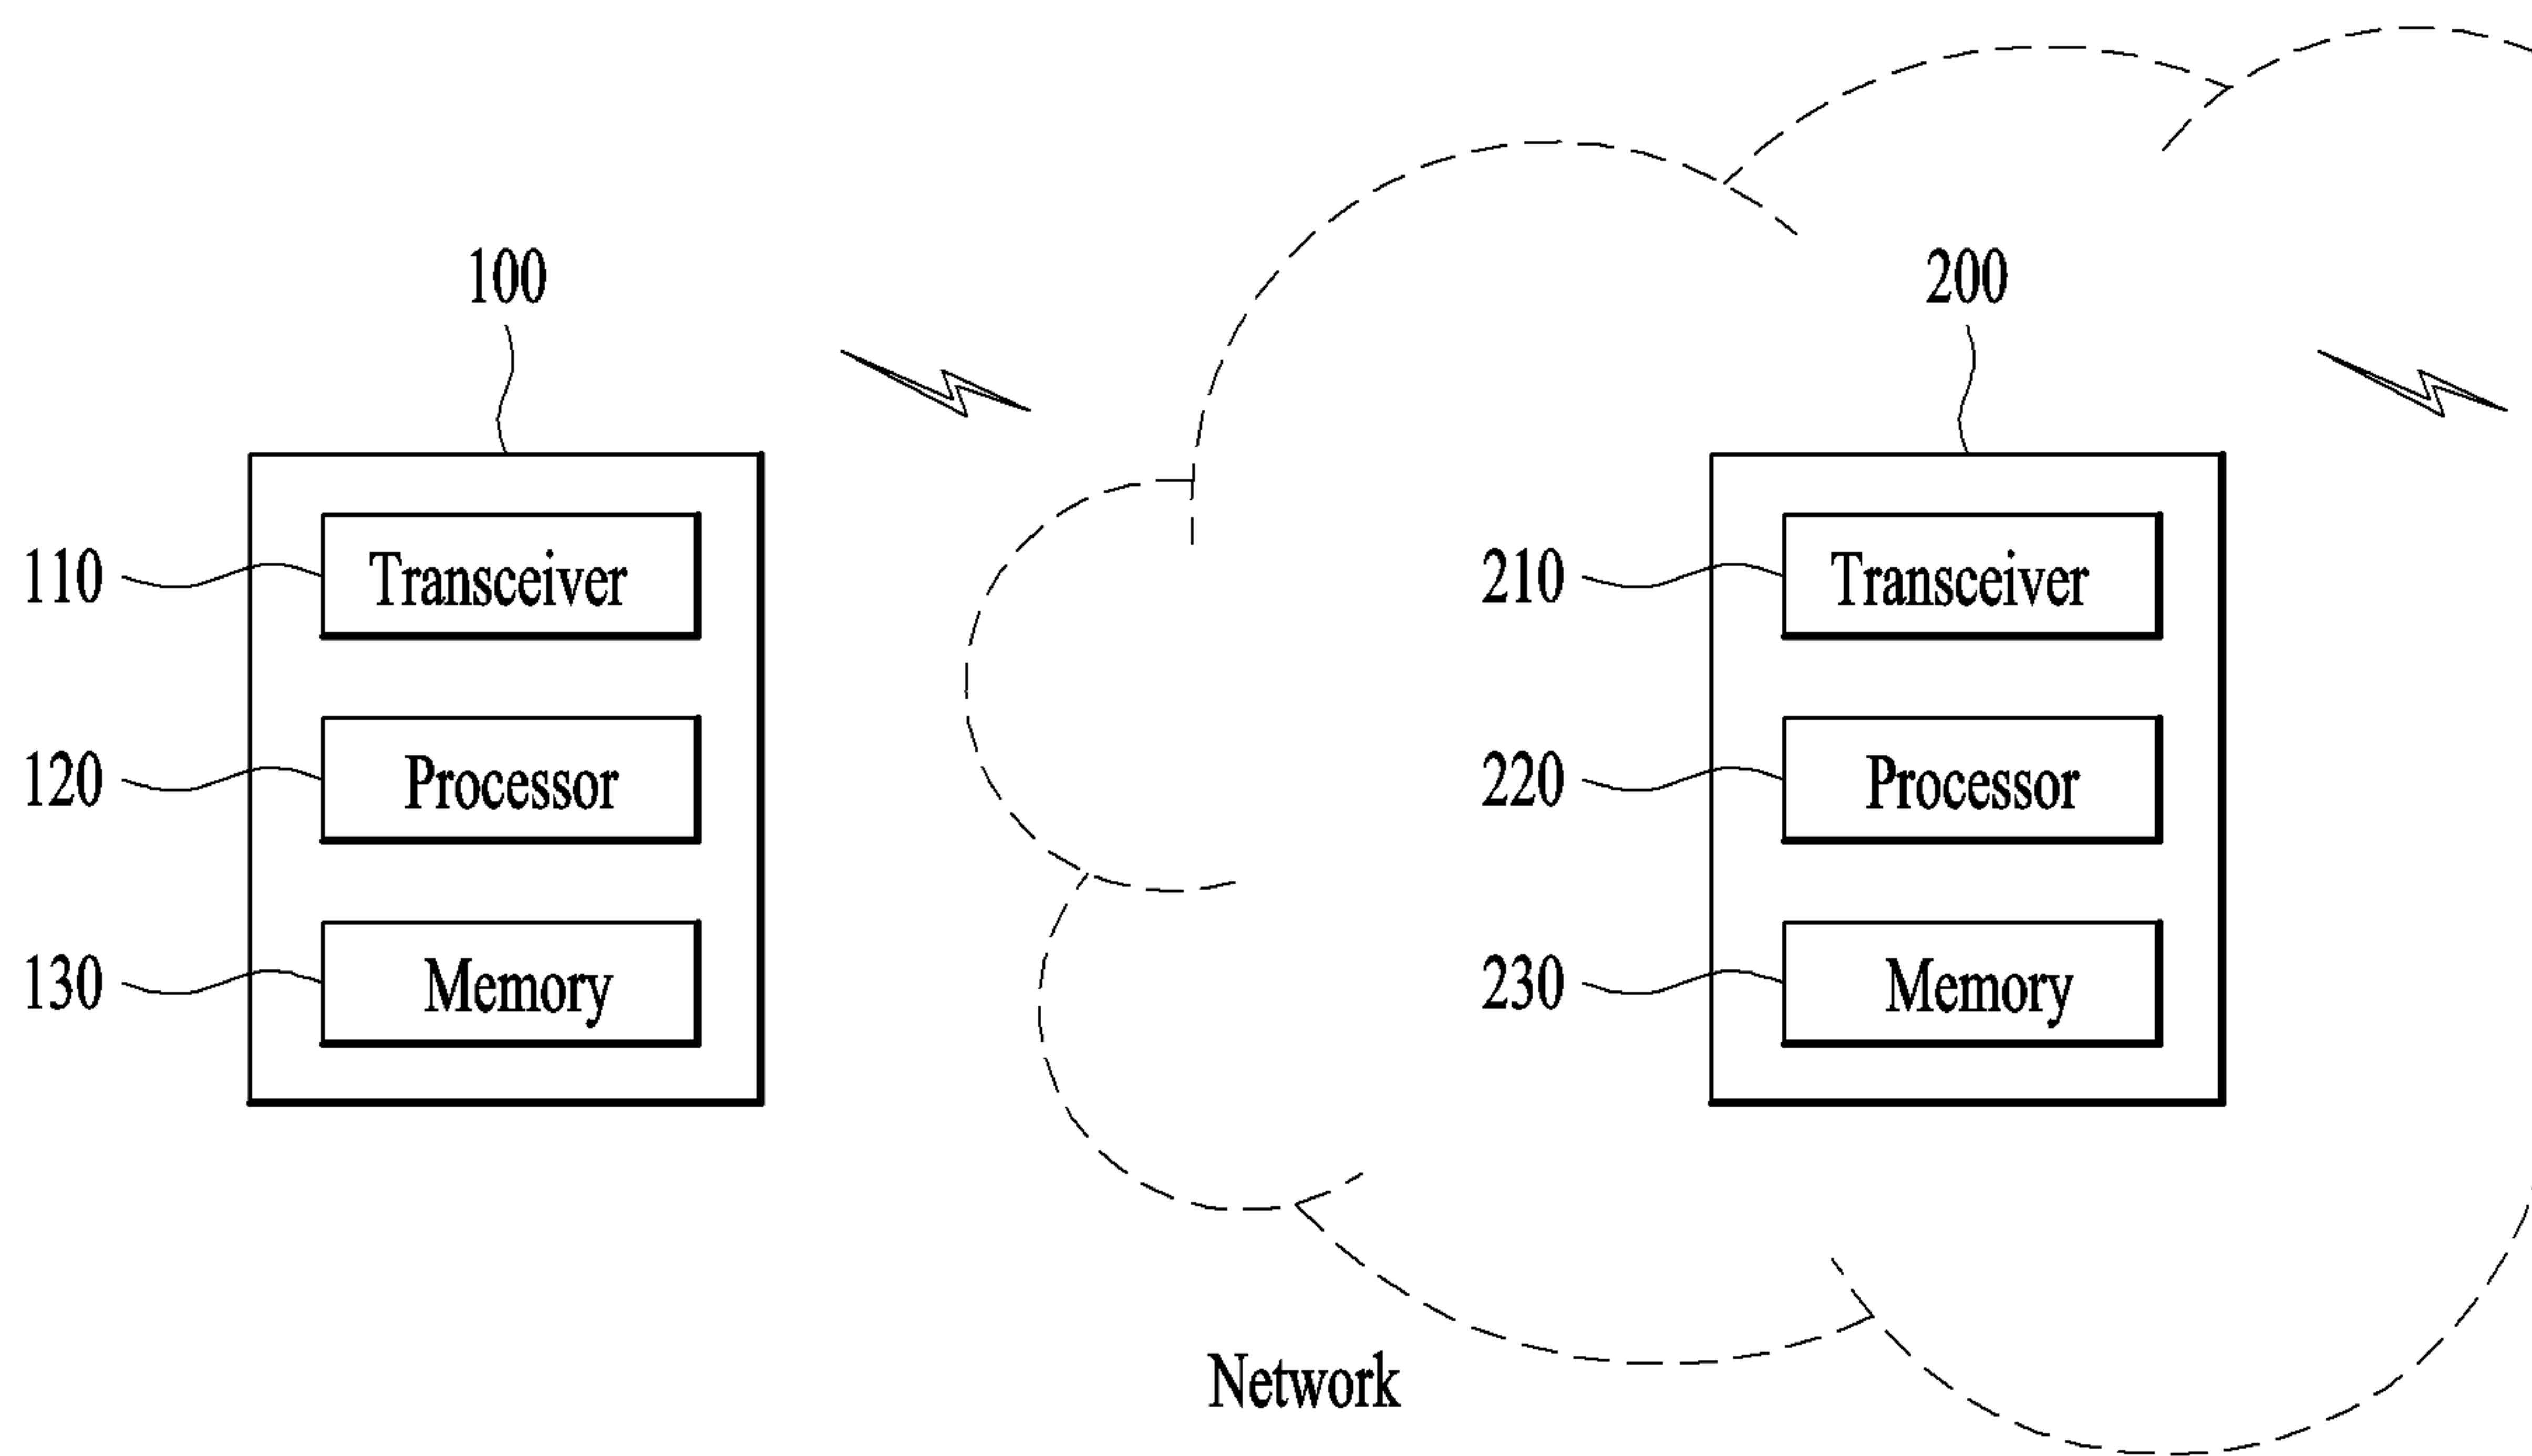 100
200
110 Transceiver
210 Transceiver
120 Processor
220 Processor
130 Memory
230 Memory
Network